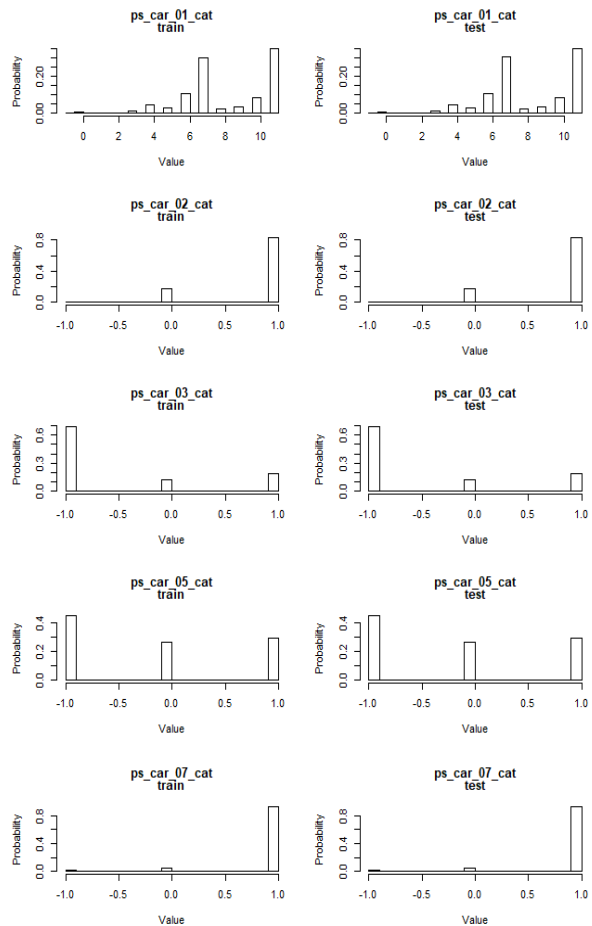 ps_car_01_cat
train
Probability
0.00 0.20
0 2 4 6 8 10
Value
ps_car_01_cat
test
Probability
0.00 0.20
0 2 4 6 8 10
Value
ps_car_02_cat
train
Probability
0.0 0.4 0.8
-1.0 -0.5 0.0 0.5 1.0
Value
ps_car_02_cat
test
Probability
0.0 0.4 0.8
-1.0 -0.5 0.0 0.5 1.0
Value
ps_car_03_cat
train
Probability
0.0 0.3 0.6
-1.0 -0.5 0.0 0.5 1.0
Value
ps_car_03_cat
test
Probability
0.0 0.3 0.6
-1.0 -0.5 0.0 0.5 1.0
Value
ps_car_05_cat
train
Probability
0.0 0.2 0.4
-1.0 -0.5 0.0 0.5 1.0
Value
ps_car_05_cat
test
Probability
0.0 0.2 0.4
-1.0 -0.5 0.0 0.5 1.0
Value
ps_car_07_cat
train
Probability
0.0 0.4 0.8
-1.0 -0.5 0.0 0.5 1.0
Value
ps_car_07_cat
test
Probability
0.0 0.4 0.8
-1.0 -0.5 0.0 0.5 1.0
Value